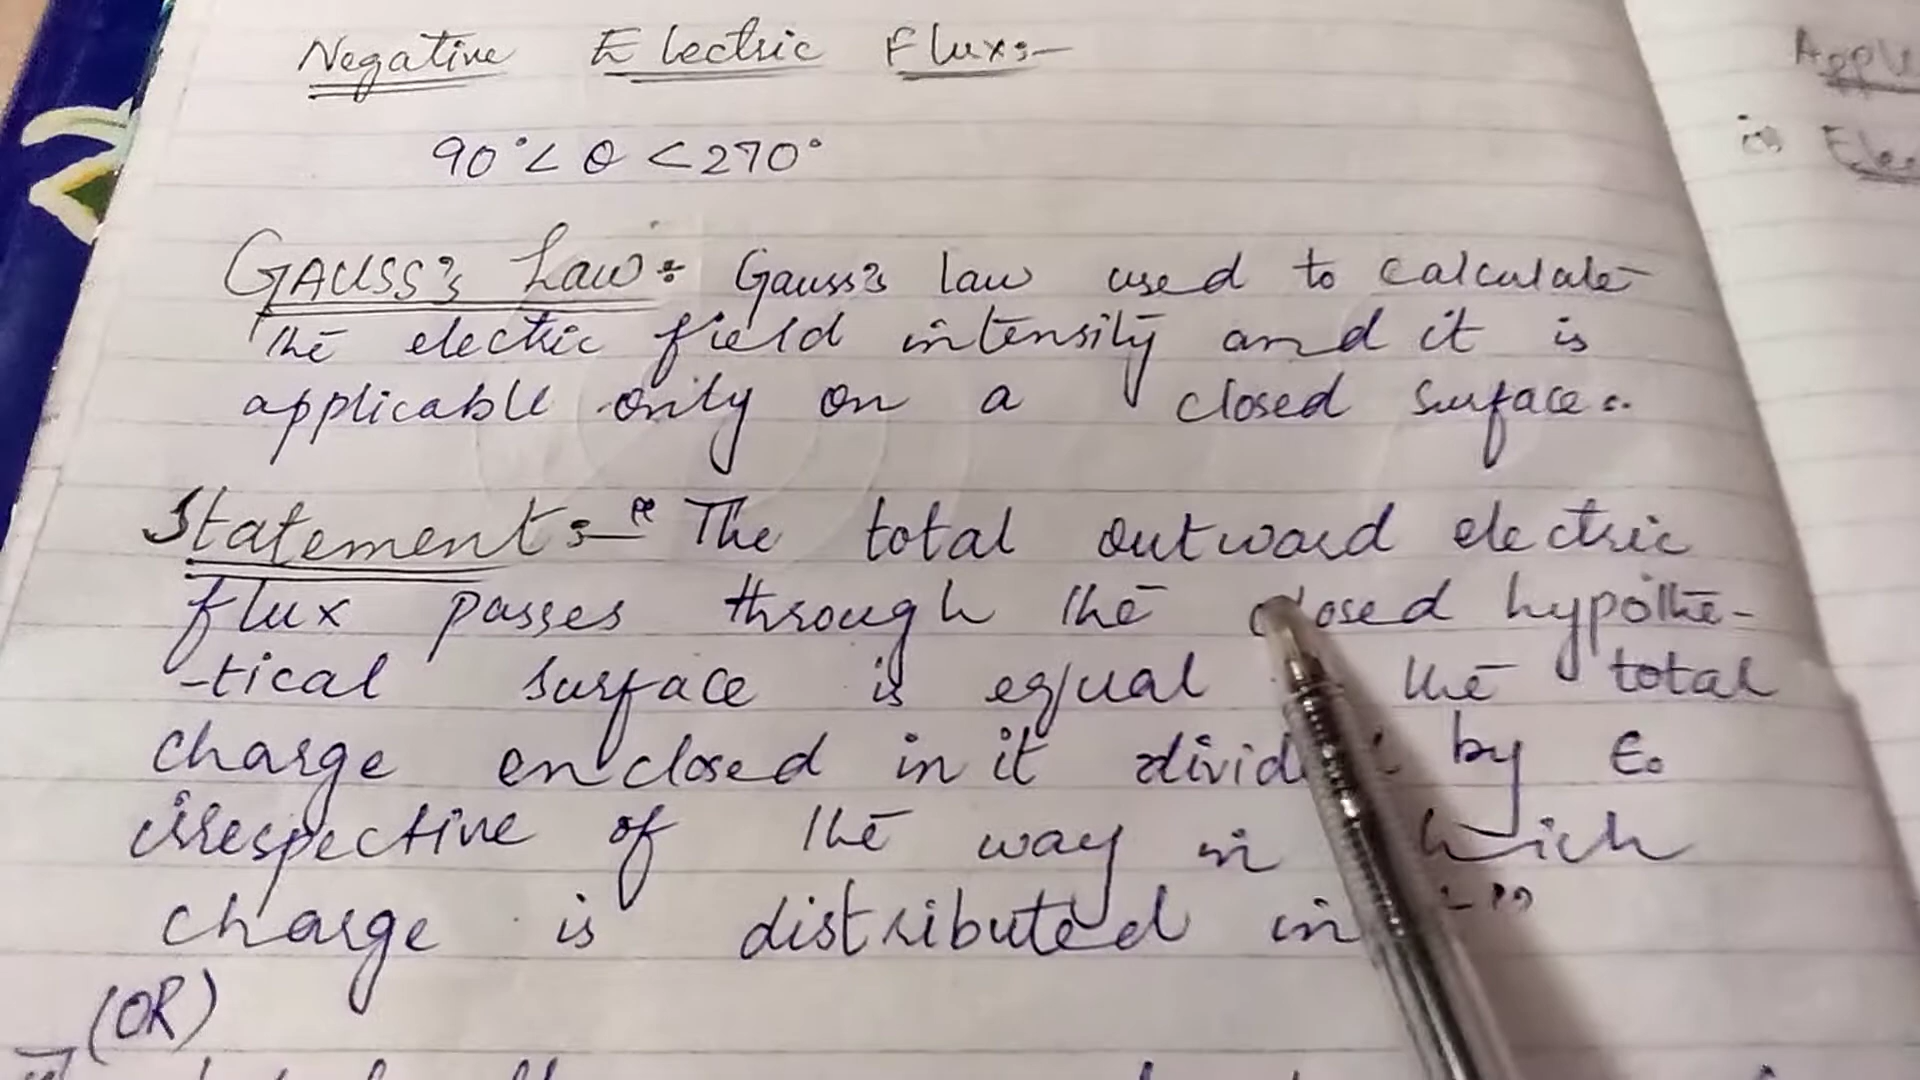 Negative Electric Flux:-
90° < θ < 270°
GAUSS's Law:- Gauss's law used to calculate
the electric field intensity and it is
applicable only on a closed surface.
Statement:- " The total outward electric
flux passes through the closed hypothe-
-tical surface is equal the total
charge enclosed in it by ε₀
irrespective of the way in which
charge is distributed in "
(OR)